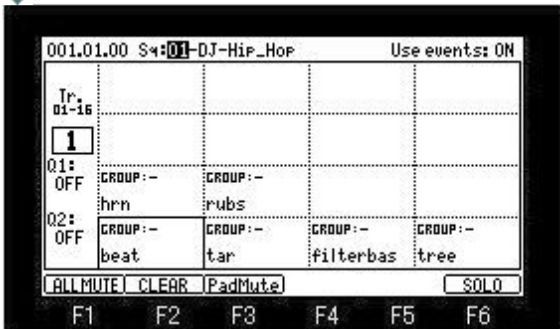 001.01.00 Sq:01-DJ-Hip_Hop Use events: ON
Tr.
01-16
1
Q1:
OFF
GROUP:- GROUP:-
hrn rubs
Q2:
OFF
GROUP:- GROUP:- GROUP:- GROUP:-
beat tar filterbas tree
ALL MUTE CLEAR PadMute SOLO
F1 F2 F3 F4 F5 F6